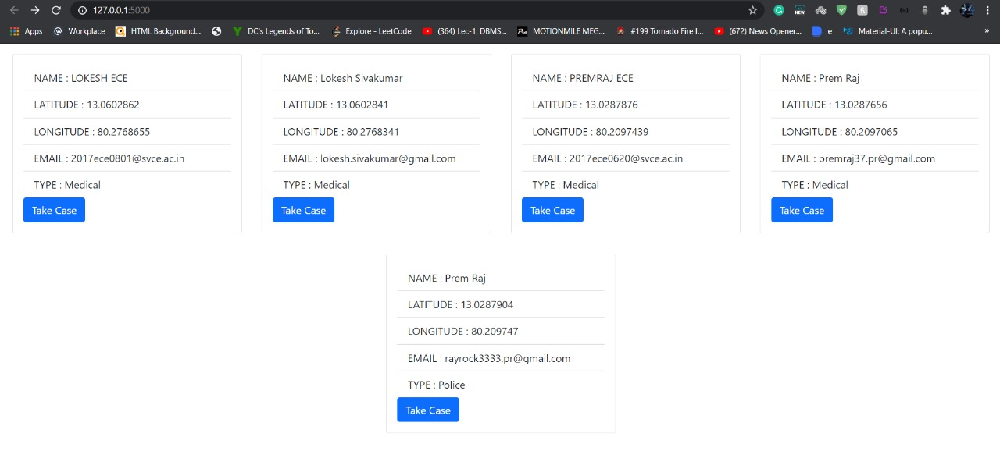 127.0.0.1:5000
Apps Workplace HTML Background... DC's Legends of To... Explore - LeetCode (364) Lec-1: DBMS... MOTIONMILE MEG... #199 Tornado Fire I... (672) News Opener... e Material-UI: A popu... »
NEW
NAME : LOKESH ECE
LATITUDE : 13.0602862
LONGITUDE : 80.2768655
EMAIL : 2017ece0801@svce.ac.in
TYPE : Medical
Take Case
NAME : Lokesh Sivakumar
LATITUDE : 13.0602841
LONGITUDE : 80.2768341
EMAIL : lokesh.sivakumar@gmail.com
TYPE : Medical
Take Case
NAME : PREMRAJ ECE
LATITUDE : 13.0287876
LONGITUDE : 80.2097439
EMAIL : 2017ece0620@svce.ac.in
TYPE : Medical
Take Case
NAME : Prem Raj
LATITUDE : 13.0287656
LONGITUDE : 80.2097065
EMAIL : premraj37.pr@gmail.com
TYPE : Medical
Take Case
NAME : Prem Raj
LATITUDE : 13.0287904
LONGITUDE : 80.209747
EMAIL : rayrock3333.pr@gmail.com
TYPE : Police
Take Case